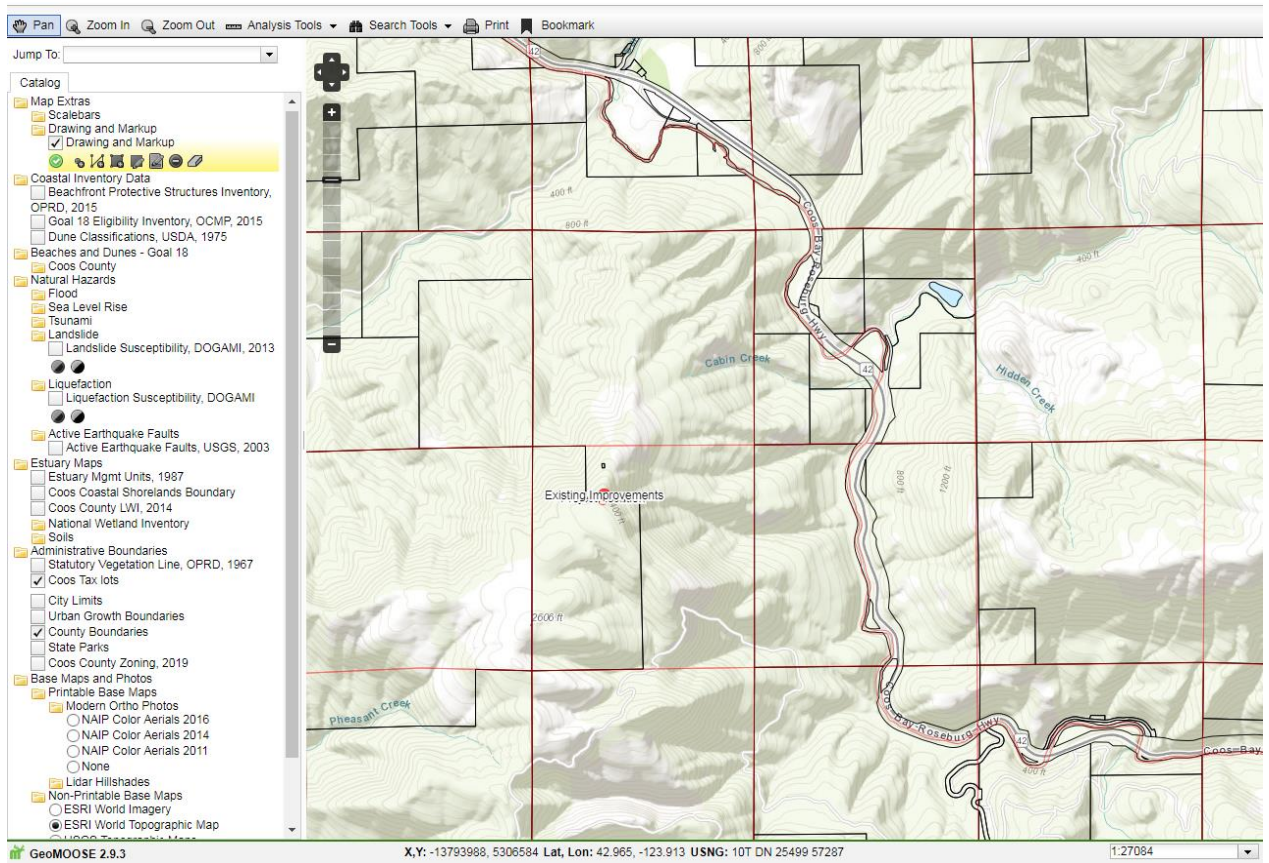 Pan Zoom In Zoom Out Analysis Tools Search Tools Print Bookmark
Jump To:
Catalog
Map Extras
Scalebars
Drawing and Markup
Drawing and Markup
Coastal Inventory Data
Beachfront Protective Structures Inventory,
OPRD, 2015
Goal 18 Eligibility Inventory, OCMP, 2015
Dune Classifications, USDA, 1975
Beaches and Dunes - Goal 18
Coos County
Natural Hazards
Flood
Sea Level Rise
Tsunami
Landslide
Landslide Susceptibility, DOGAMI, 2013
Liquefaction
Liquefaction Susceptibility, DOGAMI
Active Earthquake Faults
Active Earthquake Faults, USGS, 2003
Estuary Maps
Estuary Mgmt Units, 1987
Coos Coastal Shorelands Boundary
Coos County LWI, 2014
National Wetland Inventory
Soils
Administrative Boundaries
Statutory Vegetation Line, OPRD, 1967
Coos Tax lots
City Limits
Urban Growth Boundaries
County Boundaries
State Parks
Coos County Zoning, 2019
Base Maps and Photos
Printable Base Maps
Modern Ortho Photos
NAIP Color Aerials 2016
NAIP Color Aerials 2014
NAIP Color Aerials 2011
None
Lidar Hillshades
Non-Printable Base Maps
ESRI World Imagery
ESRI World Topographic Map
42
800 ft
400 ft
800 ft
Coos-Bay-Roseburg-Hwy
400 ft
Cabin Creek
42
Hidden Creek
Existing Improvements
800 ft
1200 ft
2606 ft
Pheasant Creek
Coos-Bay-Roseburg-Hwy
42
Coos-Bay
400 ft
GeoMOOSE 2.9.3
X,Y: -13793988, 5306584 Lat, Lon: 42.965, -123.913 USNG: 10T DN 25499 57287
1:27084